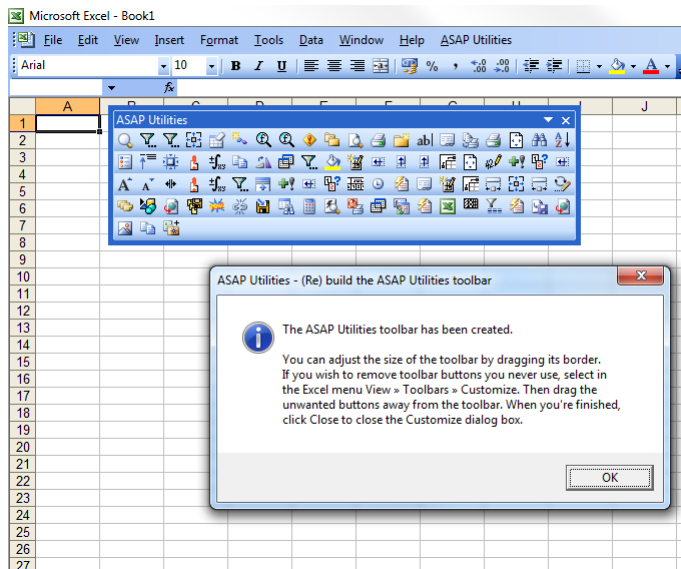 Microsoft Excel - Book1
File Edit View Insert Format Tools Data Window Help ASAP Utilities
Arial 10 B I U % , A
fx
A J
ASAP Utilities
1
2
3
4
5
6
7
8
9
10
11
12
13
14
15
16
17
18
19
20
21
22
23
24
25
26
27
ASAP Utilities - (Re) build the ASAP Utilities toolbar
The ASAP Utilities toolbar has been created.
You can adjust the size of the toolbar by dragging its border.
If you wish to remove toolbar buttons you never use, select in
the Excel menu View » Toolbars » Customize. Then drag the
unwanted buttons away from the toolbar. When you're finished,
click Close to close the Customize dialog box.
OK